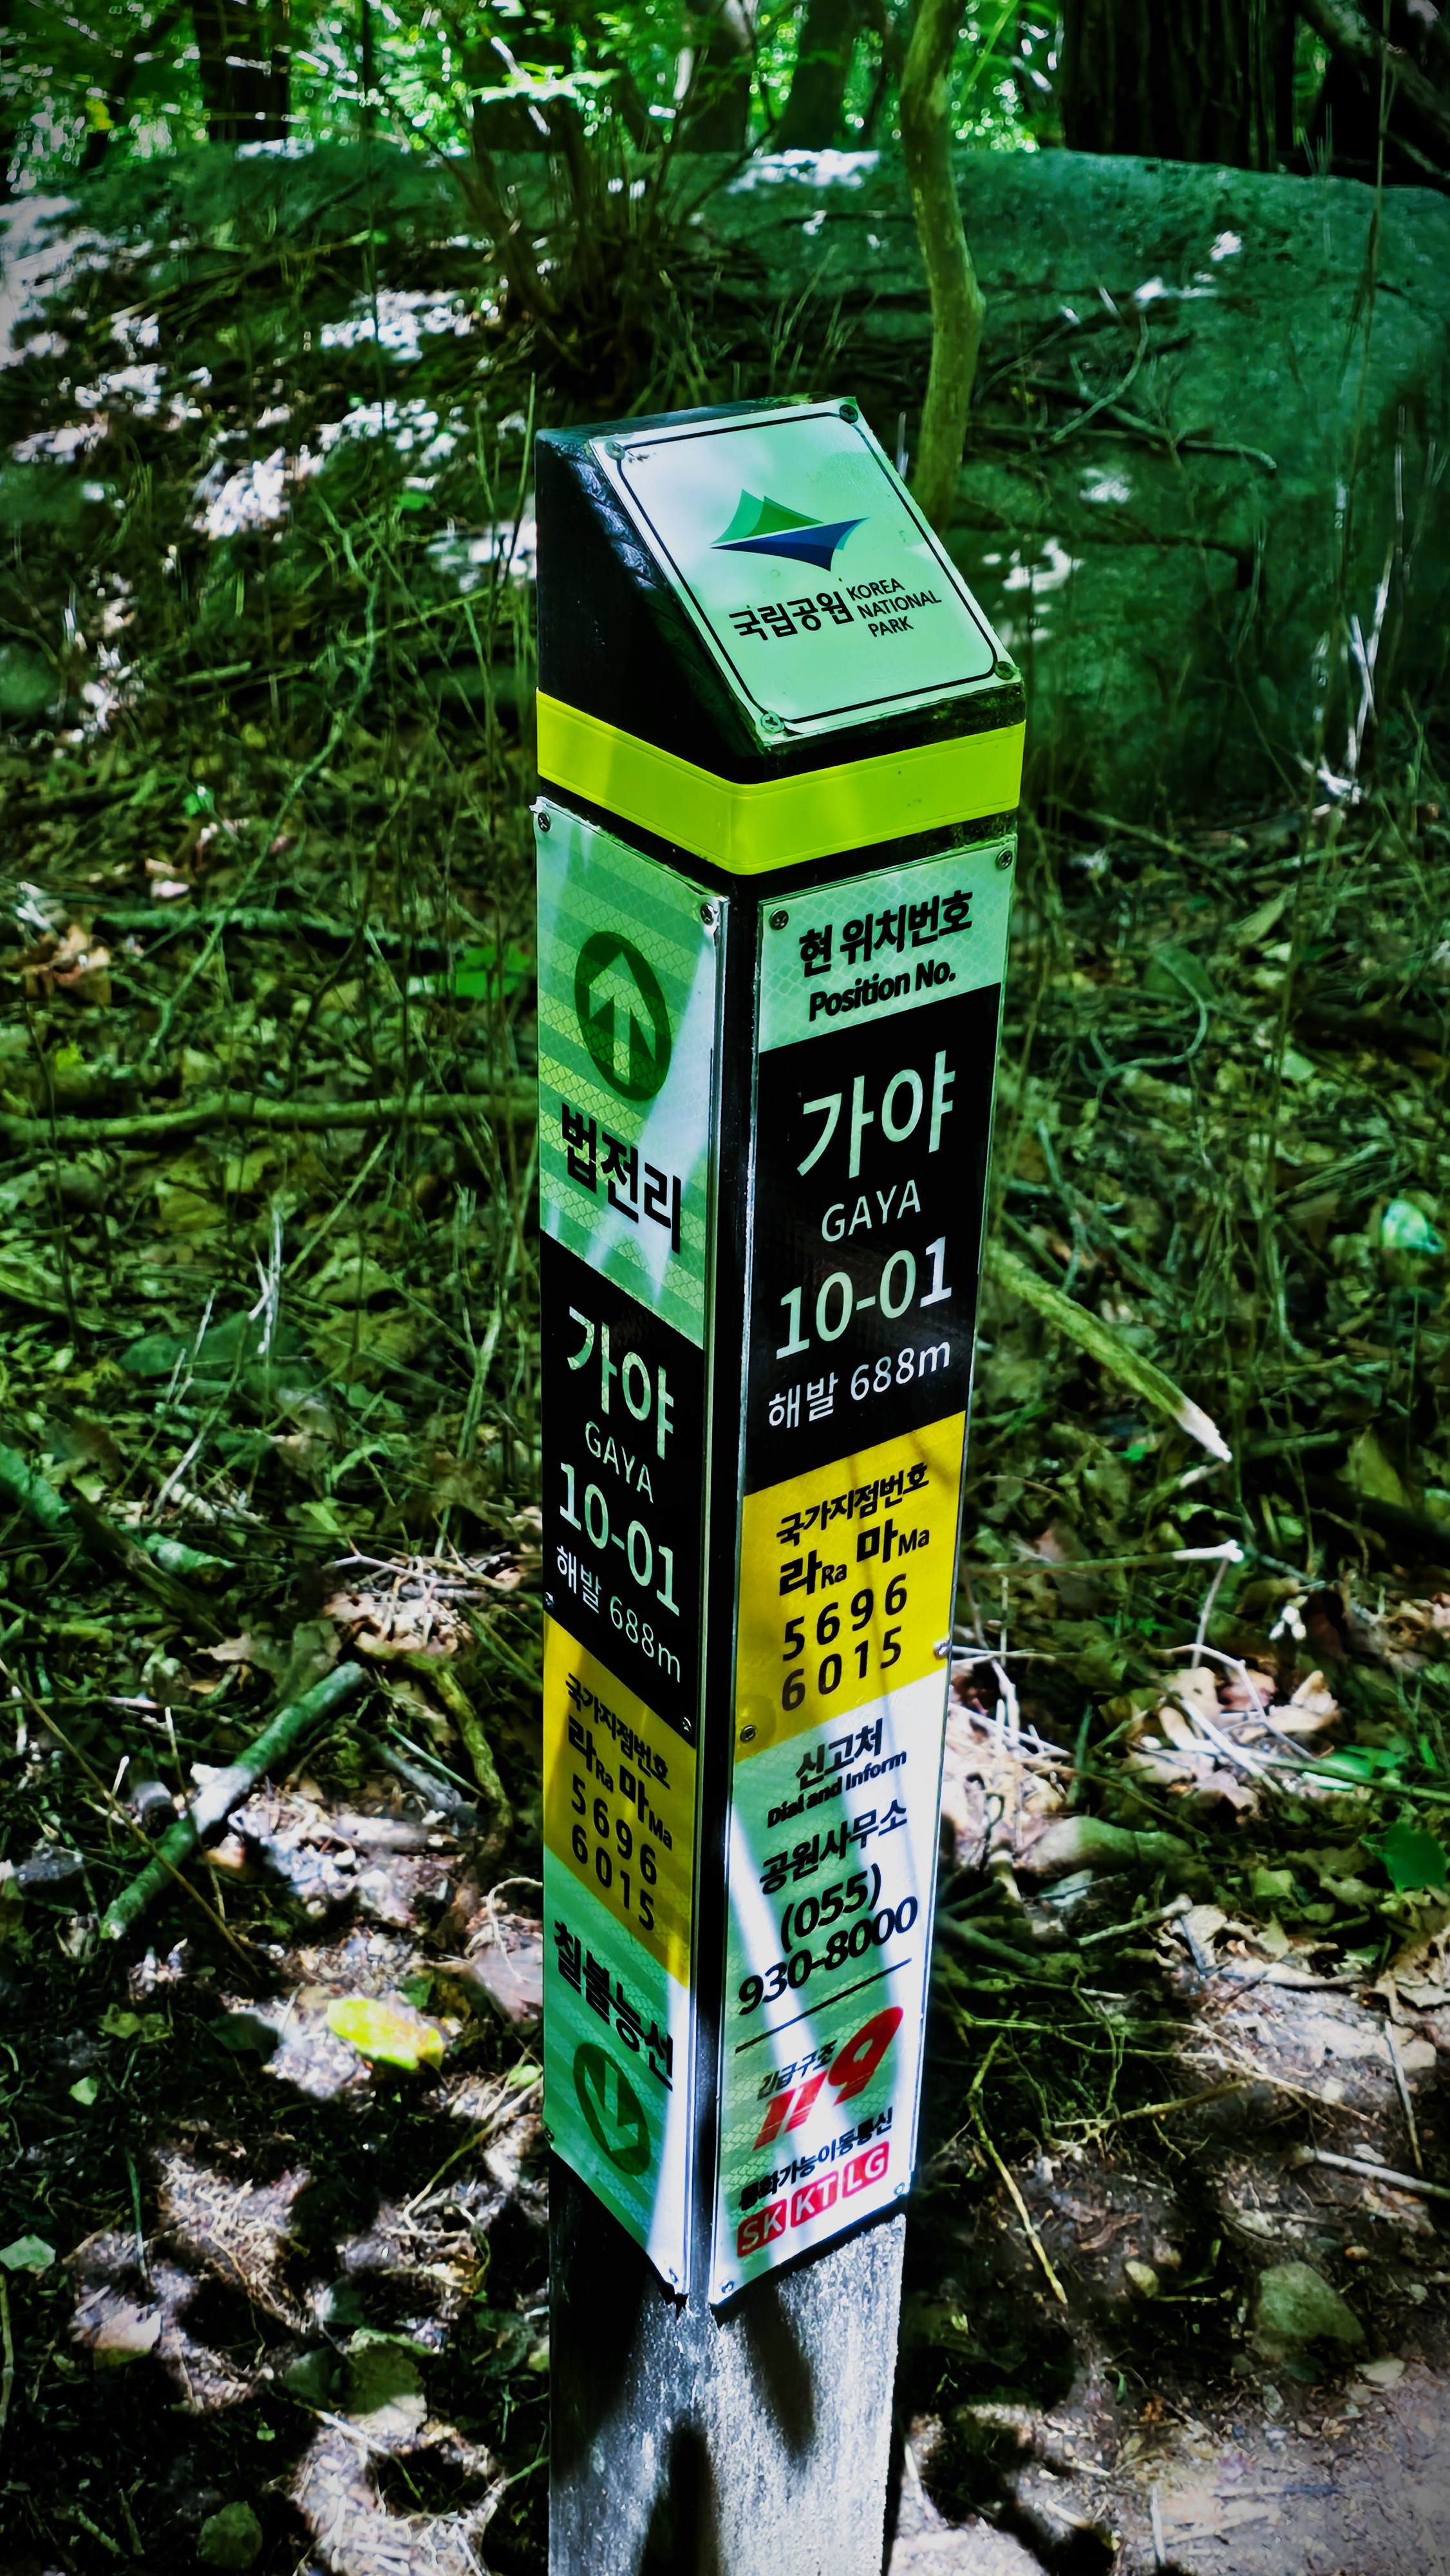 국립공원
KOREA
NATIONAL
PARK
법전리
가야
GAYA
10-01
해발 688m
국가지점번호
라Ra 마Ma
5696
6015
칠불능선
현 위치번호
Position No.
가야
GAYA
10-01
해발 688m
국가지점번호
라Ra 마Ma
5696
6015
신고처
Dial and Inform
공원사무소
(055)
930-8000
긴급구조
119
통화가능이동통신
SK KT LG